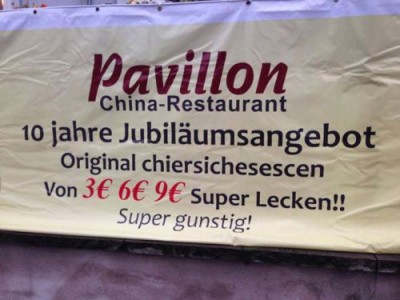 Pavillon
China-Restaurant
10 jahre Jubiläumsangebot
Original chiersichesescen
Von 3€ 6€ 9€ Super Lecken!!
Super gunstig!